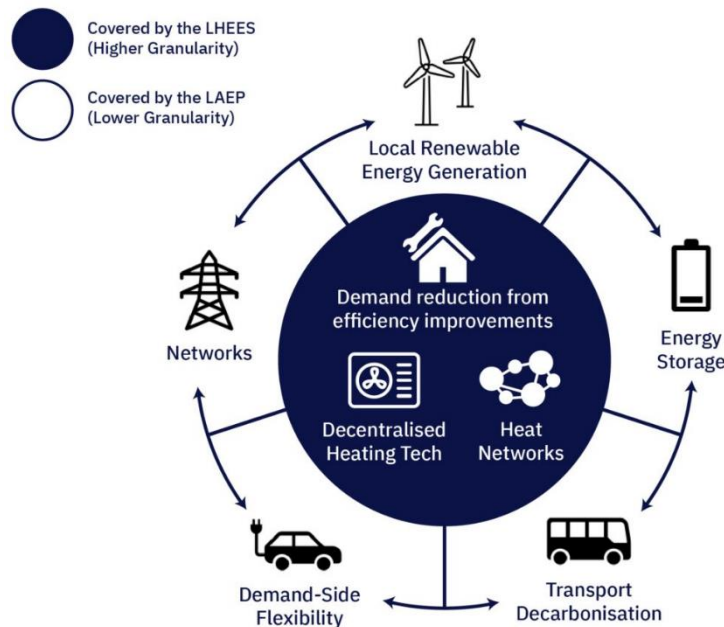 Covered by the LHEES
(Higher Granularity)
Covered by the LAEP
(Lower Granularity)
Local Renewable
Energy Generation
Demand reduction from
efficiency improvements
Networks
Energy
Storage
Decentralised
Heating Tech
Heat
Networks
Demand-Side
Flexibility
Transport
Decarbonisation